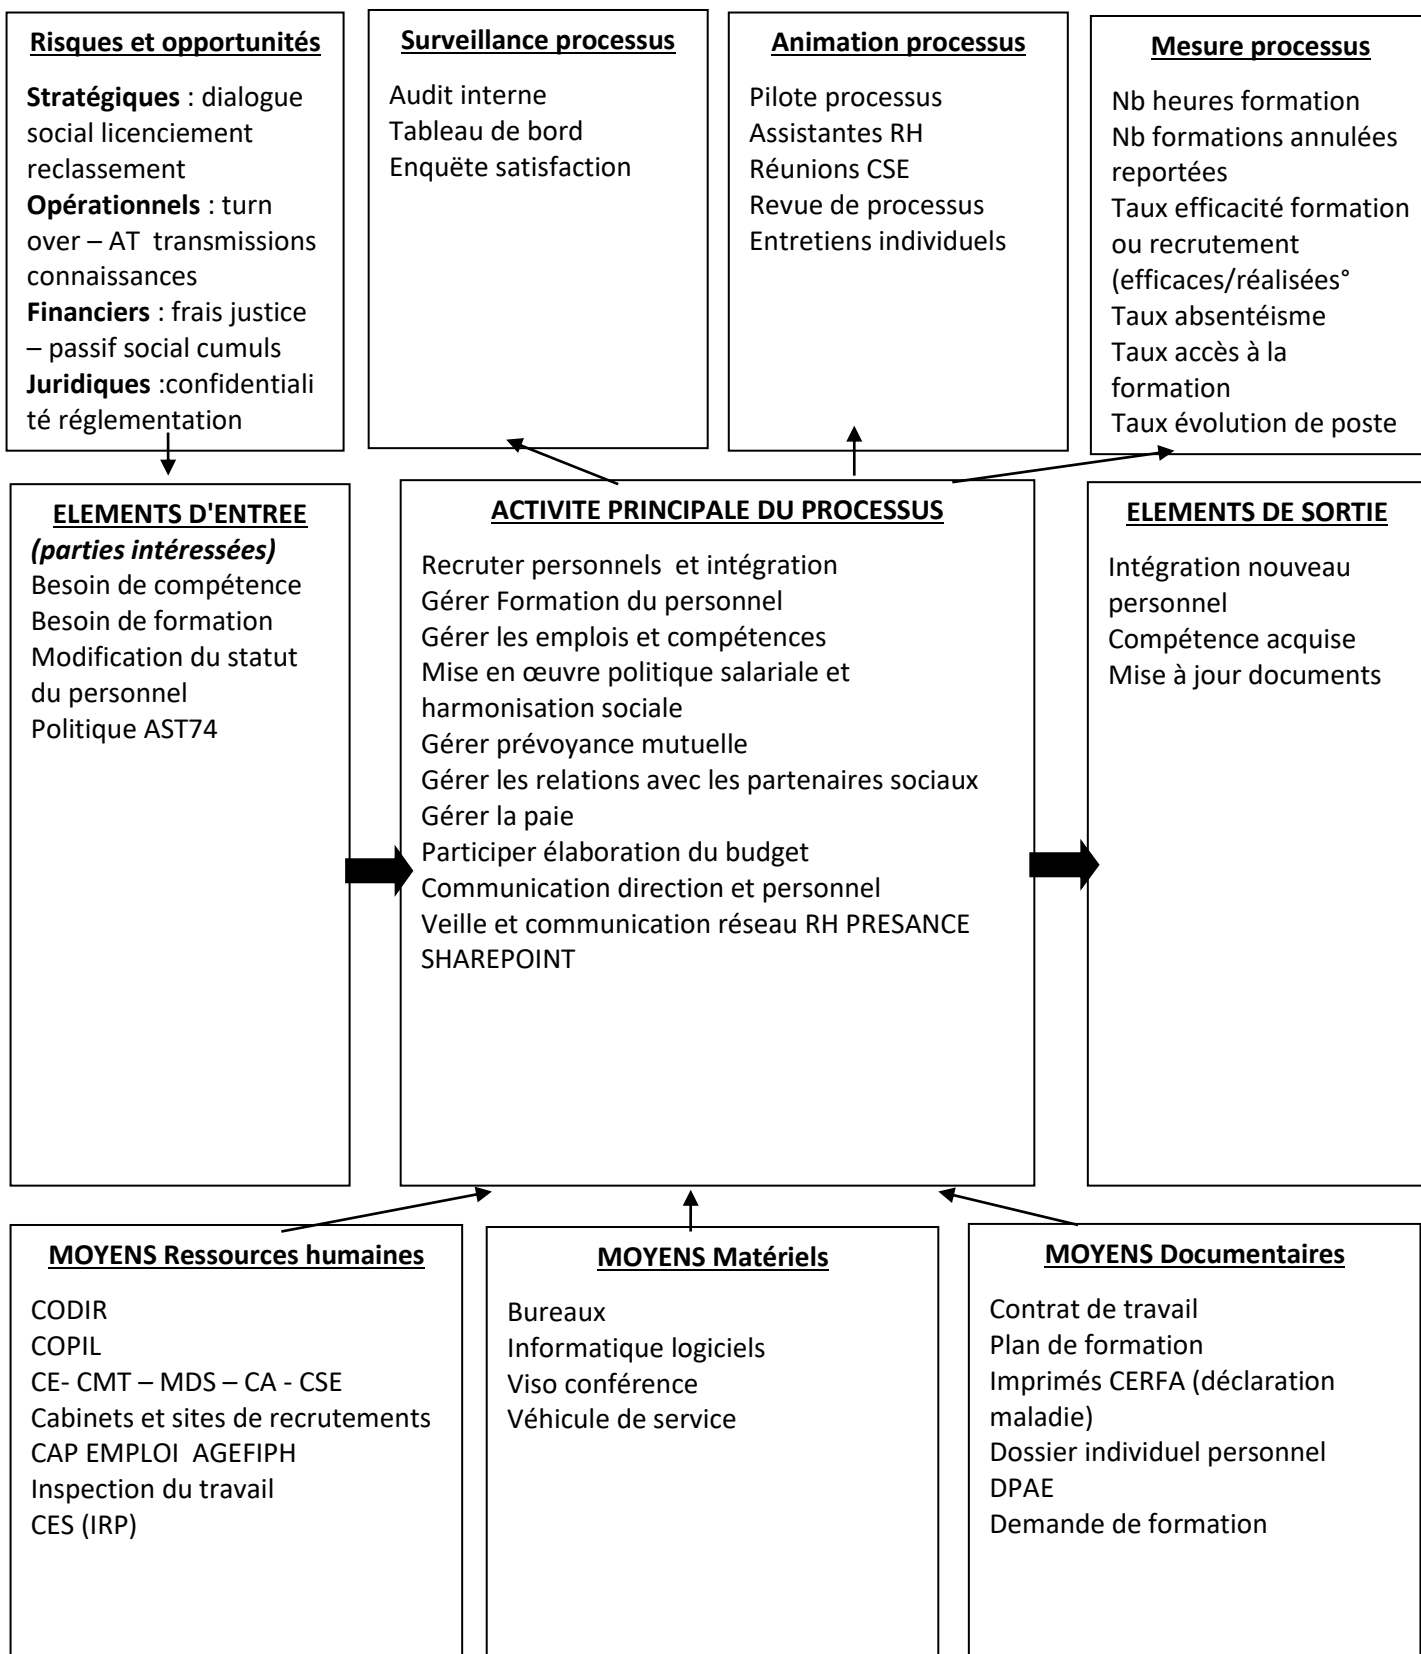 Risques et opportunités
Stratégiques : dialogue
social licenciement
reclassement
Opérationnels : turn
over – AT  transmissions
connaissances
Financiers : frais justice
– passif social cumuls
Juridiques :confidentiali
té réglementation
Surveillance processus
Audit interne
Tableau de bord
Enquëte satisfaction
Animation processus
Pilote processus
Assistantes RH
Réunions CSE
Revue de processus
Entretiens individuels
Mesure processus
Nb heures formation
Nb formations annulées
reportées
Taux efficacité formation
ou recrutement
(efficaces/réalisées°
Taux absentéisme
Taux accès à la
formation
Taux évolution de poste
ELEMENTS D'ENTREE
(parties intéressées)
Besoin de compétence
Besoin de formation
Modification du statut
du personnel
Politique AST74
ACTIVITE PRINCIPALE DU PROCESSUS
Recruter personnels  et intégration
Gérer Formation du personnel
Gérer les emplois et compétences
Mise en œuvre politique salariale et
harmonisation sociale
Gérer prévoyance mutuelle
Gérer les relations avec les partenaires sociaux
Gérer la paie
Participer élaboration du budget
Communication direction et personnel
Veille et communication réseau RH PRESANCE
SHAREPOINT
ELEMENTS DE SORTIE
Intégration nouveau
personnel
Compétence acquise
Mise à jour documents
MOYENS Ressources humaines
CODIR
COPIL
CE- CMT – MDS – CA - CSE
Cabinets et sites de recrutements
CAP EMPLOI  AGEFIPH
Inspection du travail
CES (IRP)
MOYENS Matériels
Bureaux
Informatique logiciels
Viso conférence
Véhicule de service
MOYENS Documentaires
Contrat de travail
Plan de formation
Imprimés CERFA (déclaration
maladie)
Dossier individuel personnel
DPAE
Demande de formation